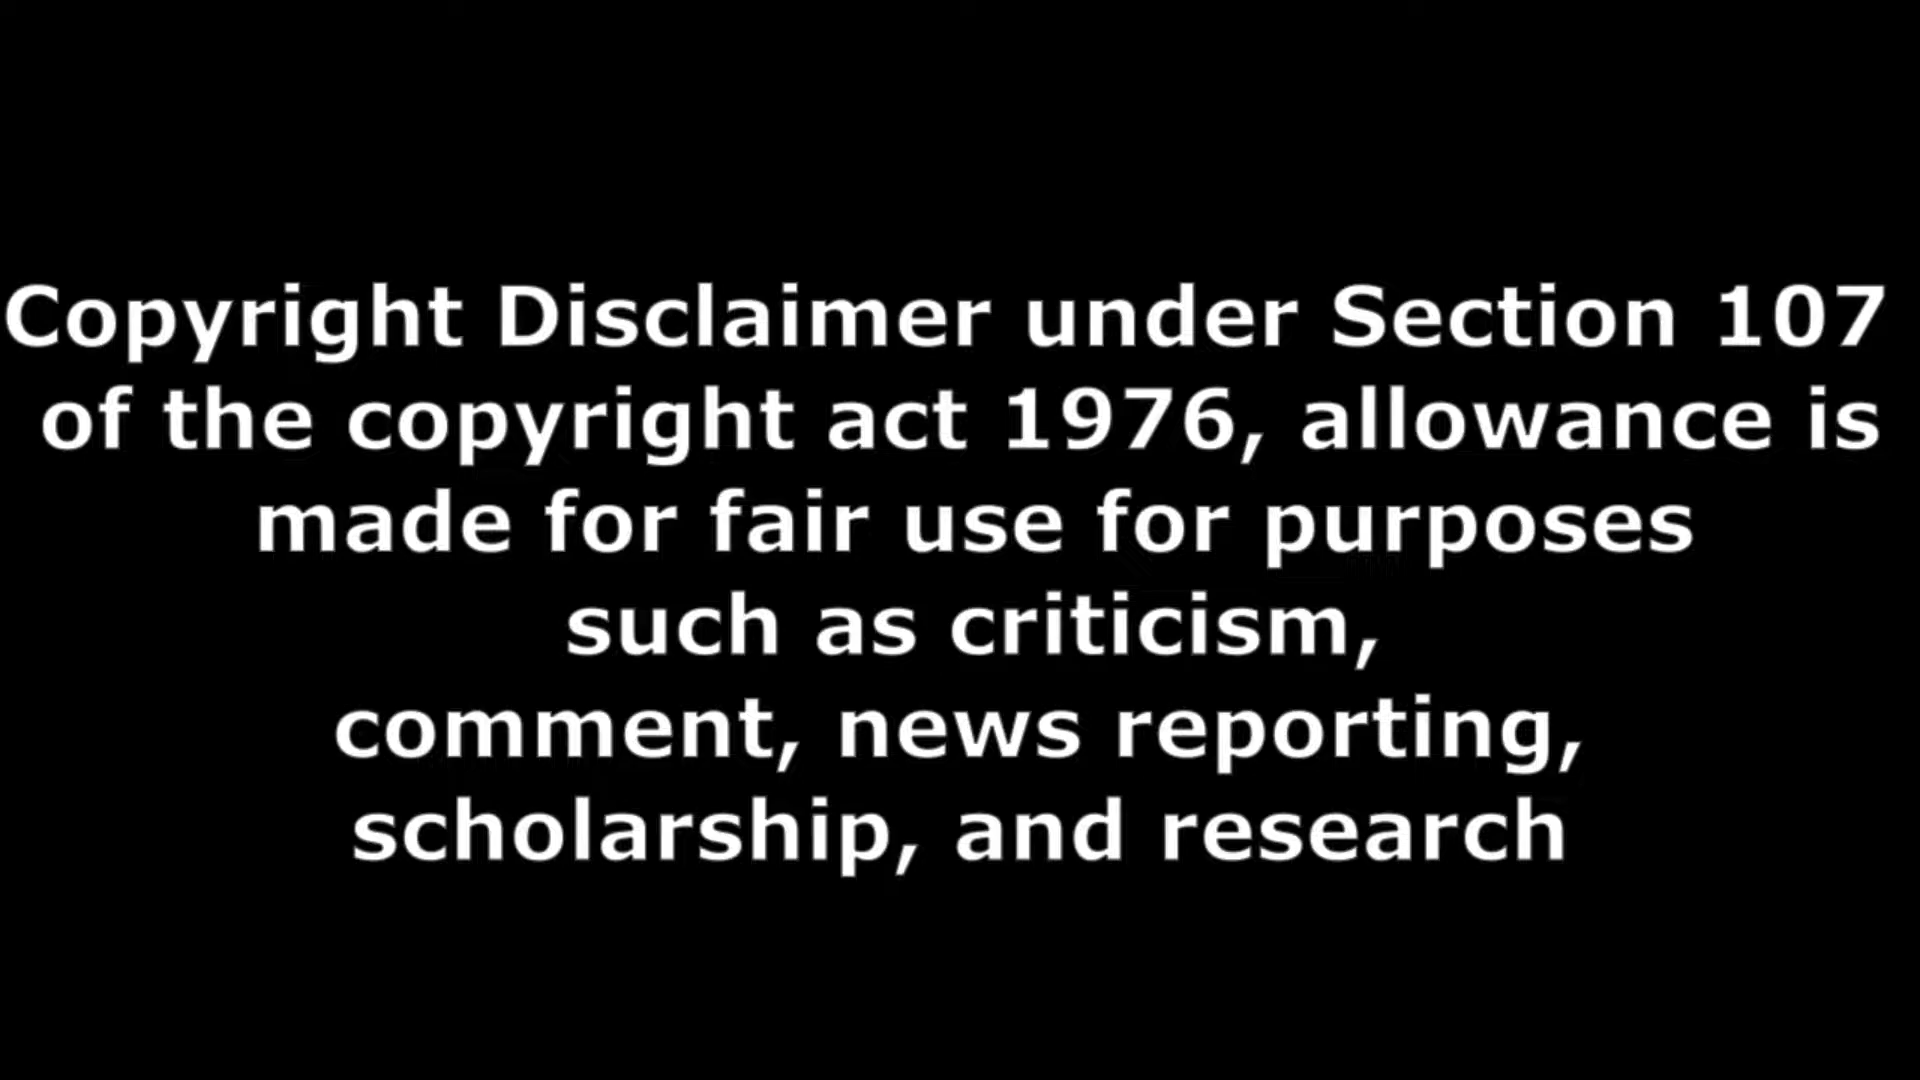 Copyright Disclaimer under Section 107
of the copyright act 1976, allowance is
made for fair use for purposes
such as criticism,
comment, news reporting,
scholarship, and research